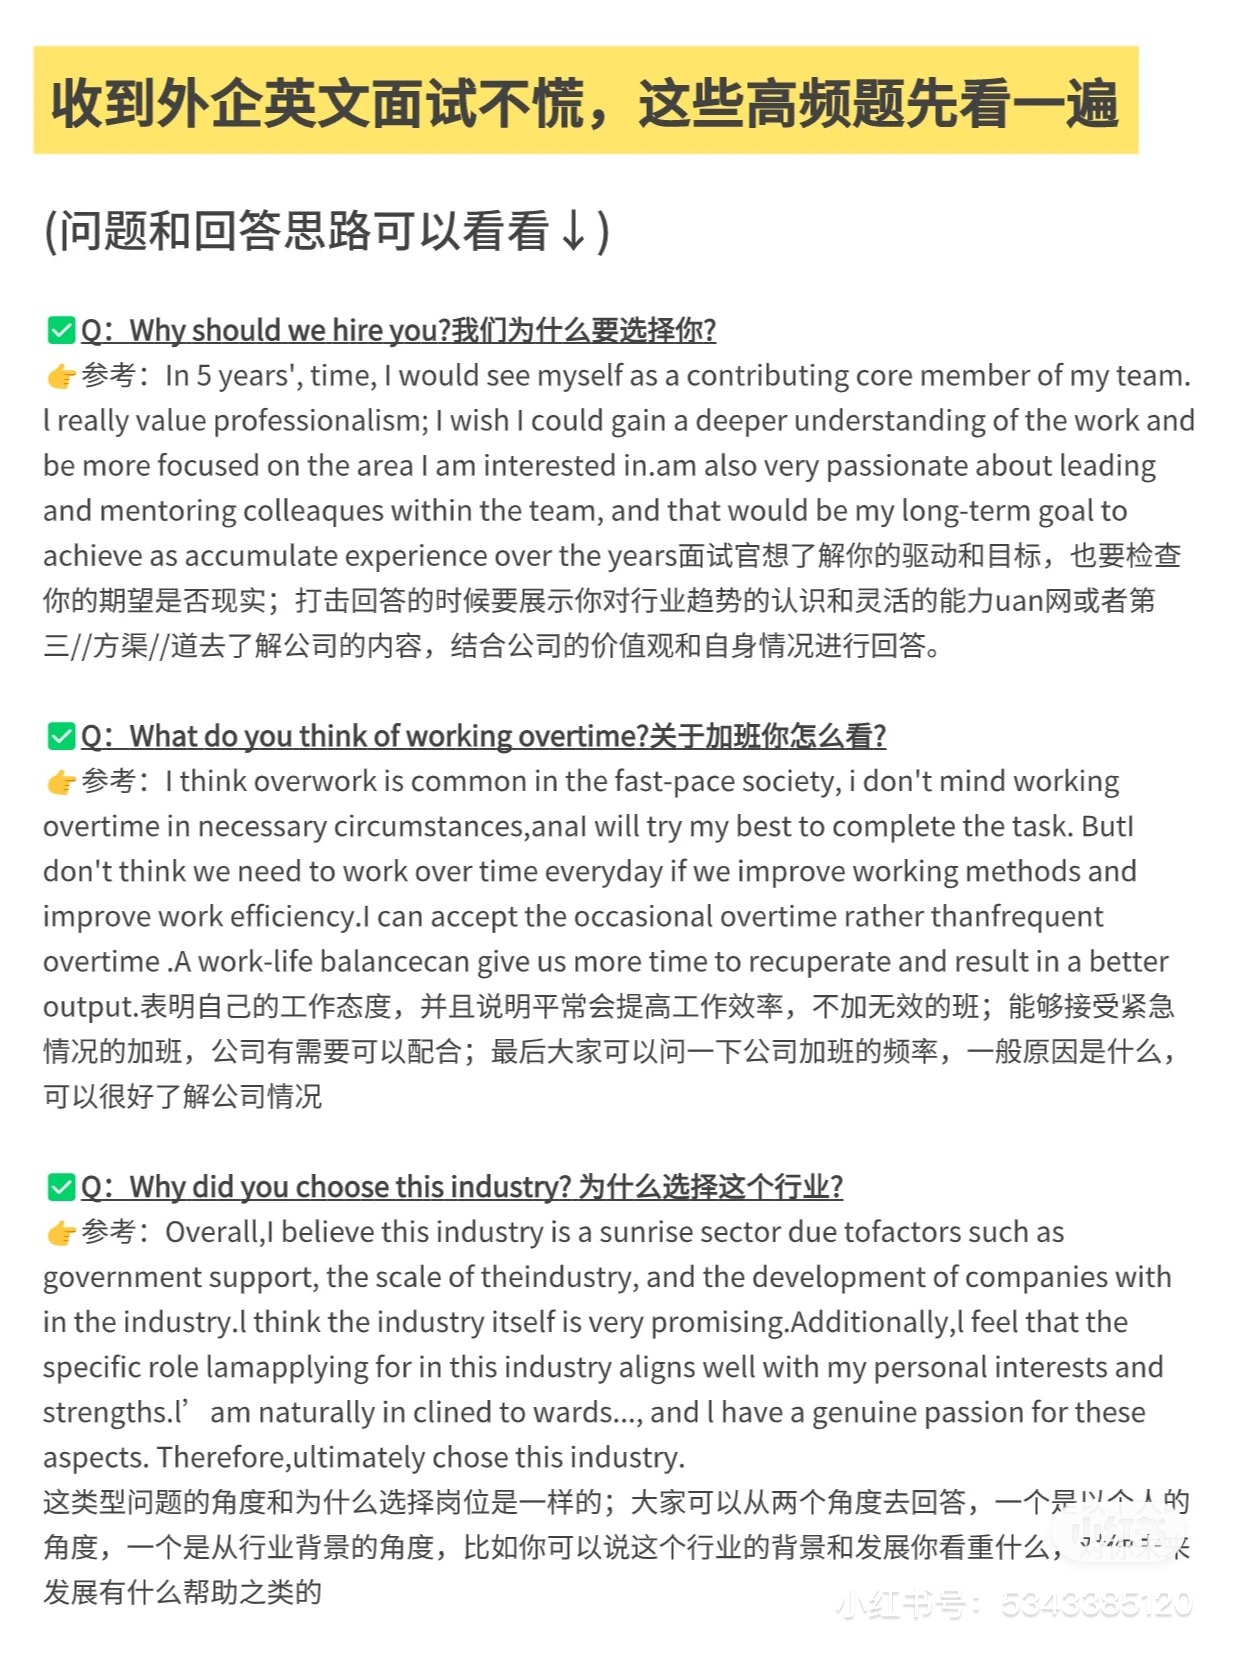 收到外企英文面试不慌，这些高频题先看一遍
(问题和回答思路可以看看↓)
✅Q：Why should we hire you?我们为什么要选择你?
👉参考：In 5 years', time, I would see myself as a contributing core member of my team.
l really value professionalism; I wish I could gain a deeper understanding of the work and
be more focused on the area I am interested in.am also very passionate about leading
and mentoring colleaques within the team, and that would be my long-term goal to
achieve as accumulate experience over the years面试官想了解你的驱动和目标，也要检查
你的期望是否现实；打击回答的时候要展示你对行业趋势的认识和灵活的能力uan网或者第
三//方渠//道去了解公司的内容，结合公司的价值观和自身情况进行回答。
✅Q：What do you think of working overtime?关于加班你怎么看?
👉参考：I think overwork is common in the fast-pace society, i don't mind working
overtime in necessary circumstances,anaI will try my best to complete the task. ButI
don't think we need to work over time everyday if we improve working methods and
improve work efficiency.I can accept the occasional overtime rather thanfrequent
overtime .A work-life balancecan give us more time to recuperate and result in a better
output.表明自己的工作态度，并且说明平常会提高工作效率，不加无效的班；能够接受紧急
情况的加班，公司有需要可以配合；最后大家可以问一下公司加班的频率，一般原因是什么，
可以很好了解公司情况
✅Q：Why did you choose this industry? 为什么选择这个行业?
👉参考：Overall,I believe this industry is a sunrise sector due tofactors such as
government support, the scale of theindustry, and the development of companies with
in the industry.l think the industry itself is very promising.Additionally,l feel that the
specific role lamapplying for in this industry aligns well with my personal interests and
strengths.l’ am naturally in clined to wards..., and l have a genuine passion for these
aspects. Therefore,ultimately chose this industry.
这类型问题的角度和为什么选择岗位是一样的；大家可以从两个角度去回答，一个是以个人的
角度，一个是从行业背景的角度，比如你可以说这个行业的背景和发展你看重什么，对你未来
发展有什么帮助之类的
小红书
小红书号：5343385120